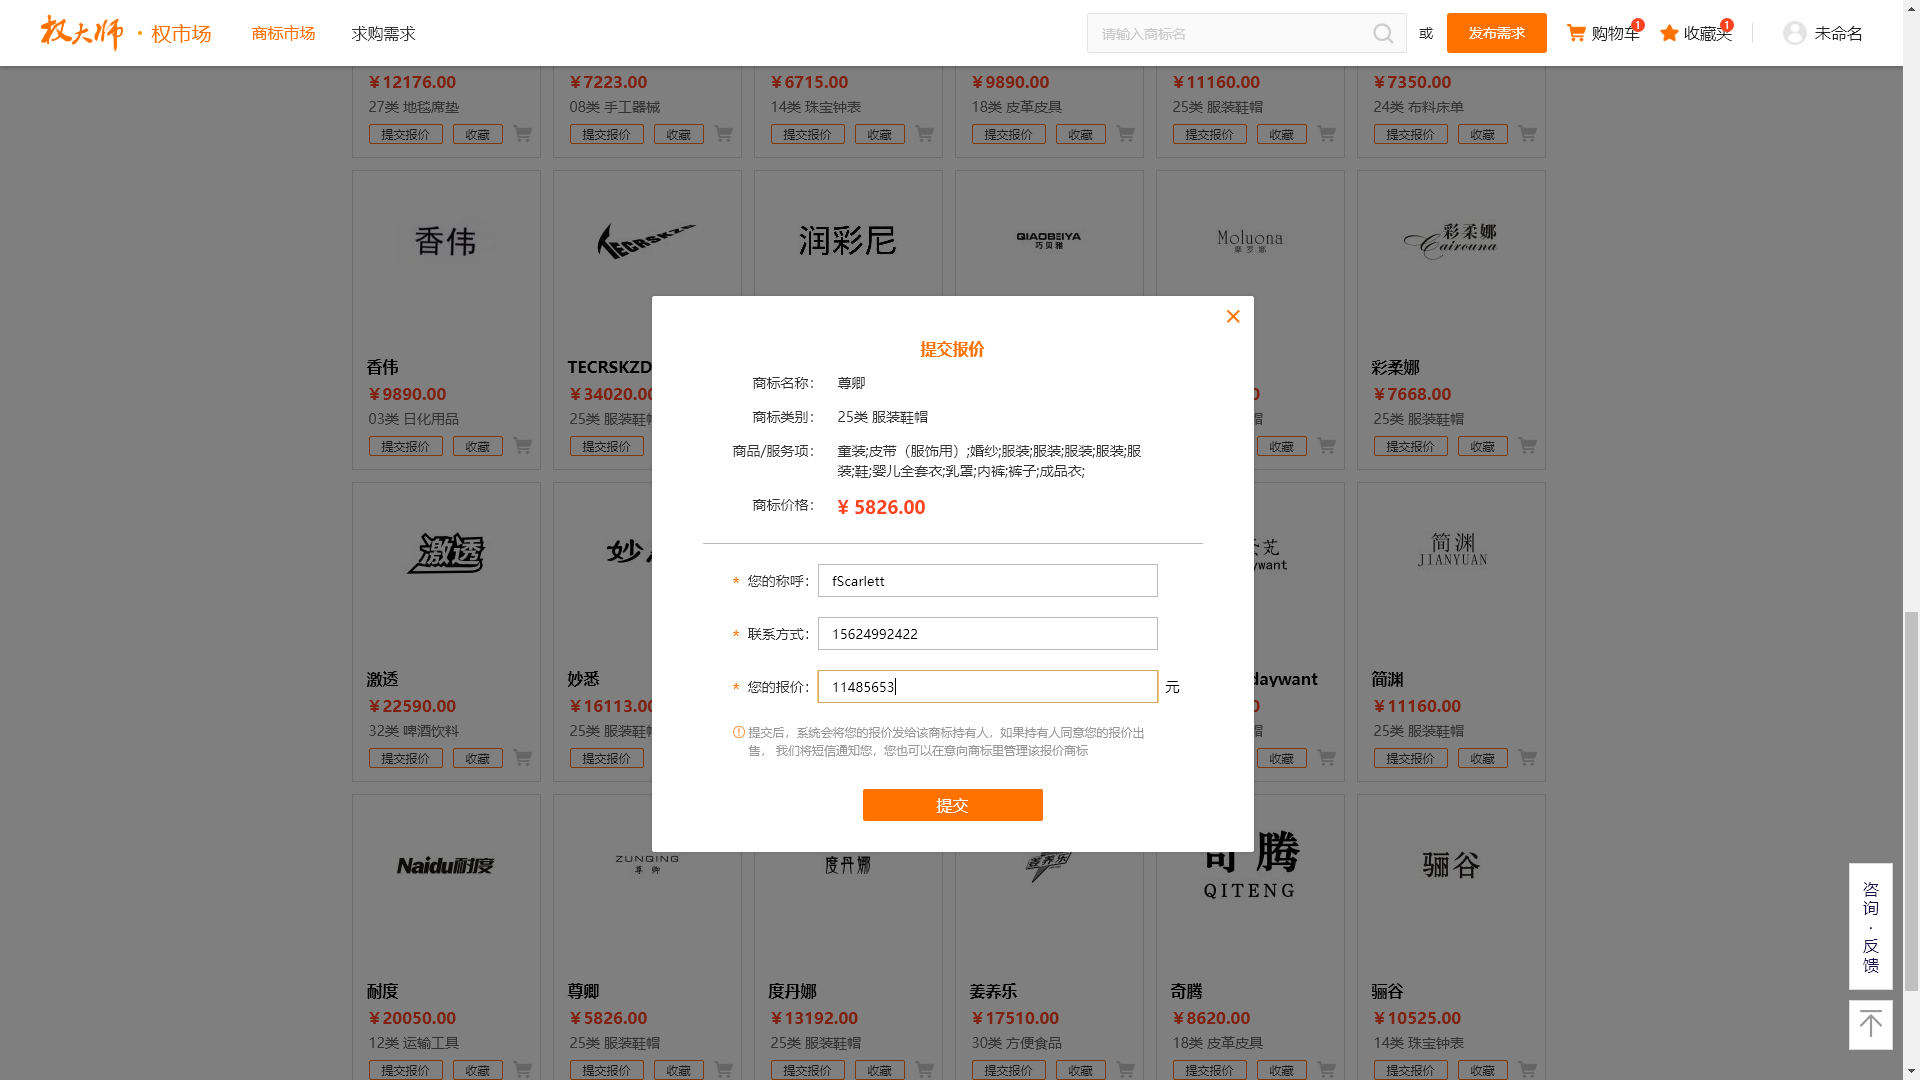 权大师 · 权市场 商标市场 求购需求 请输入商标名 或 发布需求 购物车 1 收藏夹 1 未命名
￥12176.00 ￥7223.00 ￥6715.00 ￥9890.00 ￥11160.00 ￥7350.00
27类 地毯席垫 08类 手工器械 14类 珠宝钟表 18类 皮革皮具 25类 服装鞋帽 24类 布料床单
提交报价 收藏 提交报价 收藏 提交报价 收藏 提交报价 收藏 提交报价 收藏 提交报价 收藏
香伟 TECRSKZD 润彩尼 QIAOBEIYA 巧贝雅 Moluona 摩罗娜 彩柔娜 Cairouna
香伟 TECRSKZD 彩柔娜
￥9890.00 ￥34020.00 ￥7668.00
03类 日化用品 25类 服装鞋帽 25类 服装鞋帽
提交报价 收藏 提交报价 收藏 提交报价 收藏
提交报价
商标名称： 尊卿
商标类别： 25类 服装鞋帽
商品/服务项： 童装;皮带（服饰用）;婚纱;服装;服装;服装;服装;服
装;鞋;婴儿全套衣;乳罩;内裤;裤子;成品衣;
商标价格： ￥5826.00
* 您的称呼： fScarlett
* 联系方式： 15624992422
* 您的报价： 11485653 元
提交后，系统会将您的报价发给该商标持有人，如果持有人同意您的报价出
售， 我们将短信通知您，您也可以在意向商标里管理该报价商标
提交
激透 简渊
JIANYUAN
激透 妙悉 daywant 简渊
￥22590.00 ￥16113.00 ￥11160.00
32类 啤酒饮料 25类 服装鞋帽 25类 服装鞋帽
提交报价 收藏 提交报价 收藏 提交报价 收藏
Naidu耐度 ZUNQING 尊卿 度丹娜 姜养乐 奇腾 QITENG 骊谷
耐度 尊卿 度丹娜 姜养乐 奇腾 骊谷
￥20050.00 ￥5826.00 ￥13192.00 ￥17510.00 ￥8620.00 ￥10525.00
12类 运输工具 25类 服装鞋帽 25类 服装鞋帽 30类 方便食品 18类 皮革皮具 14类 珠宝钟表
提交报价 收藏 提交报价 收藏 提交报价 收藏 提交报价 收藏 提交报价 收藏 提交报价 收藏
咨询·反馈